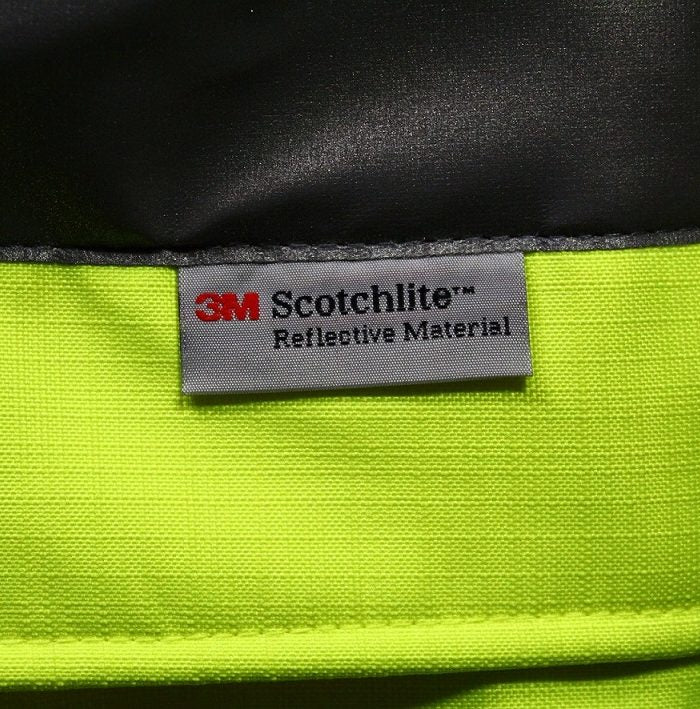 3M Scotchlite™
Reflective Material